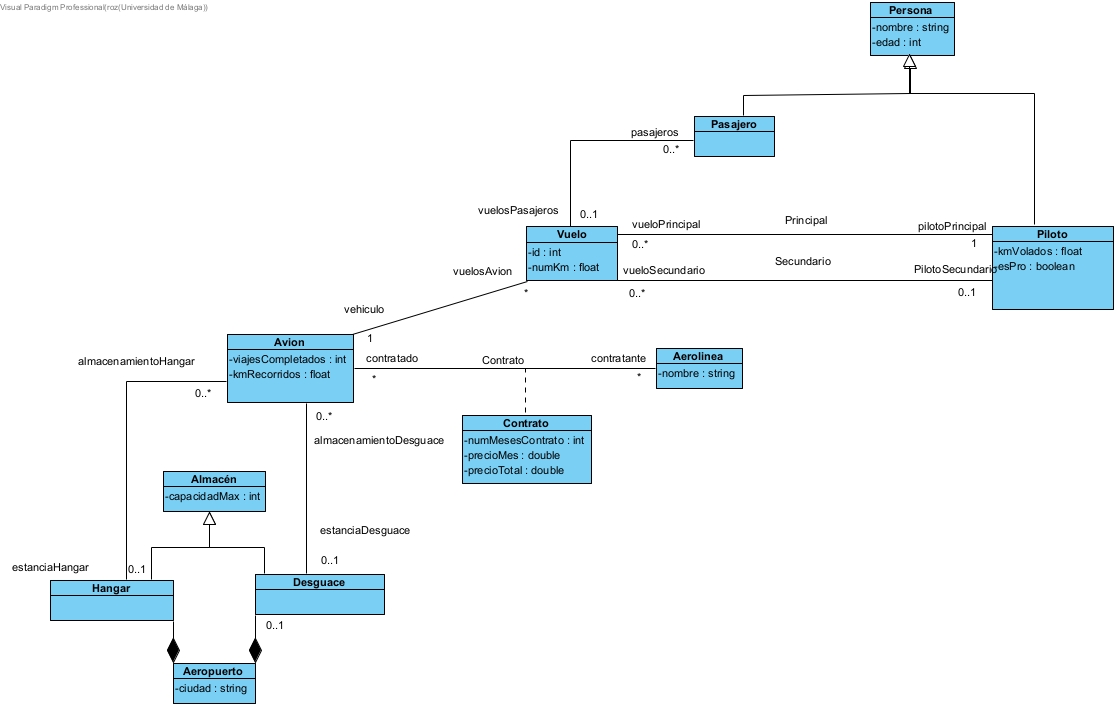 Visual Paradigm Professional(roz(Universidad de Málaga))
Persona
-nombre : string
-edad : int
Pasajero
pasajeros
0..*
vuelosPasajeros
0..1
Vuelo
-id : int
-numKm : float
vueloPrincipal
Principal
pilotoPrincipal
0..*
1
vueloSecundario
Secundario
PilotoSecundario
0..*
0..1
Piloto
-kmVolados : float
-esPro : boolean
vuelosAvion
*
vehiculo
1
Avion
-viajesCompletados : int
-kmRecorridos : float
contratado
Contrato
contratante
*
*
Aerolinea
-nombre : string
Contrato
-numMesesContrato : int
-precioMes : double
-precioTotal : double
almacenamientoHangar
0..*
0..*
almacenamientoDesguace
Almacén
-capacidadMax : int
estanciaDesguace
0..1
estanciaHangar
0..1
Hangar
Desguace
0..1
Aeropuerto
-ciudad : string